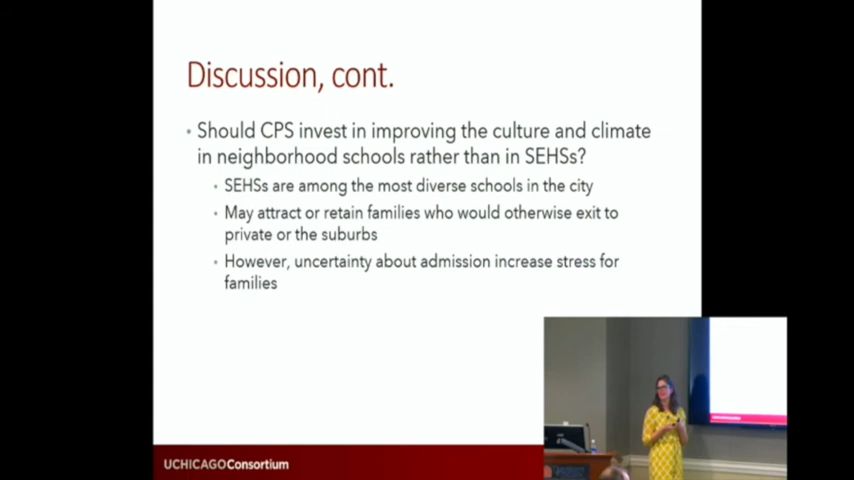 Discussion, cont.
• Should CPS invest in improving the culture and climate
in neighborhood schools rather than in SEHSs?
• SEHSs are among the most diverse schools in the city
• May attract or retain families who would otherwise exit to
private or the suburbs
• However, uncertainty about admission increase stress for
families
UCHICAGOConsortium